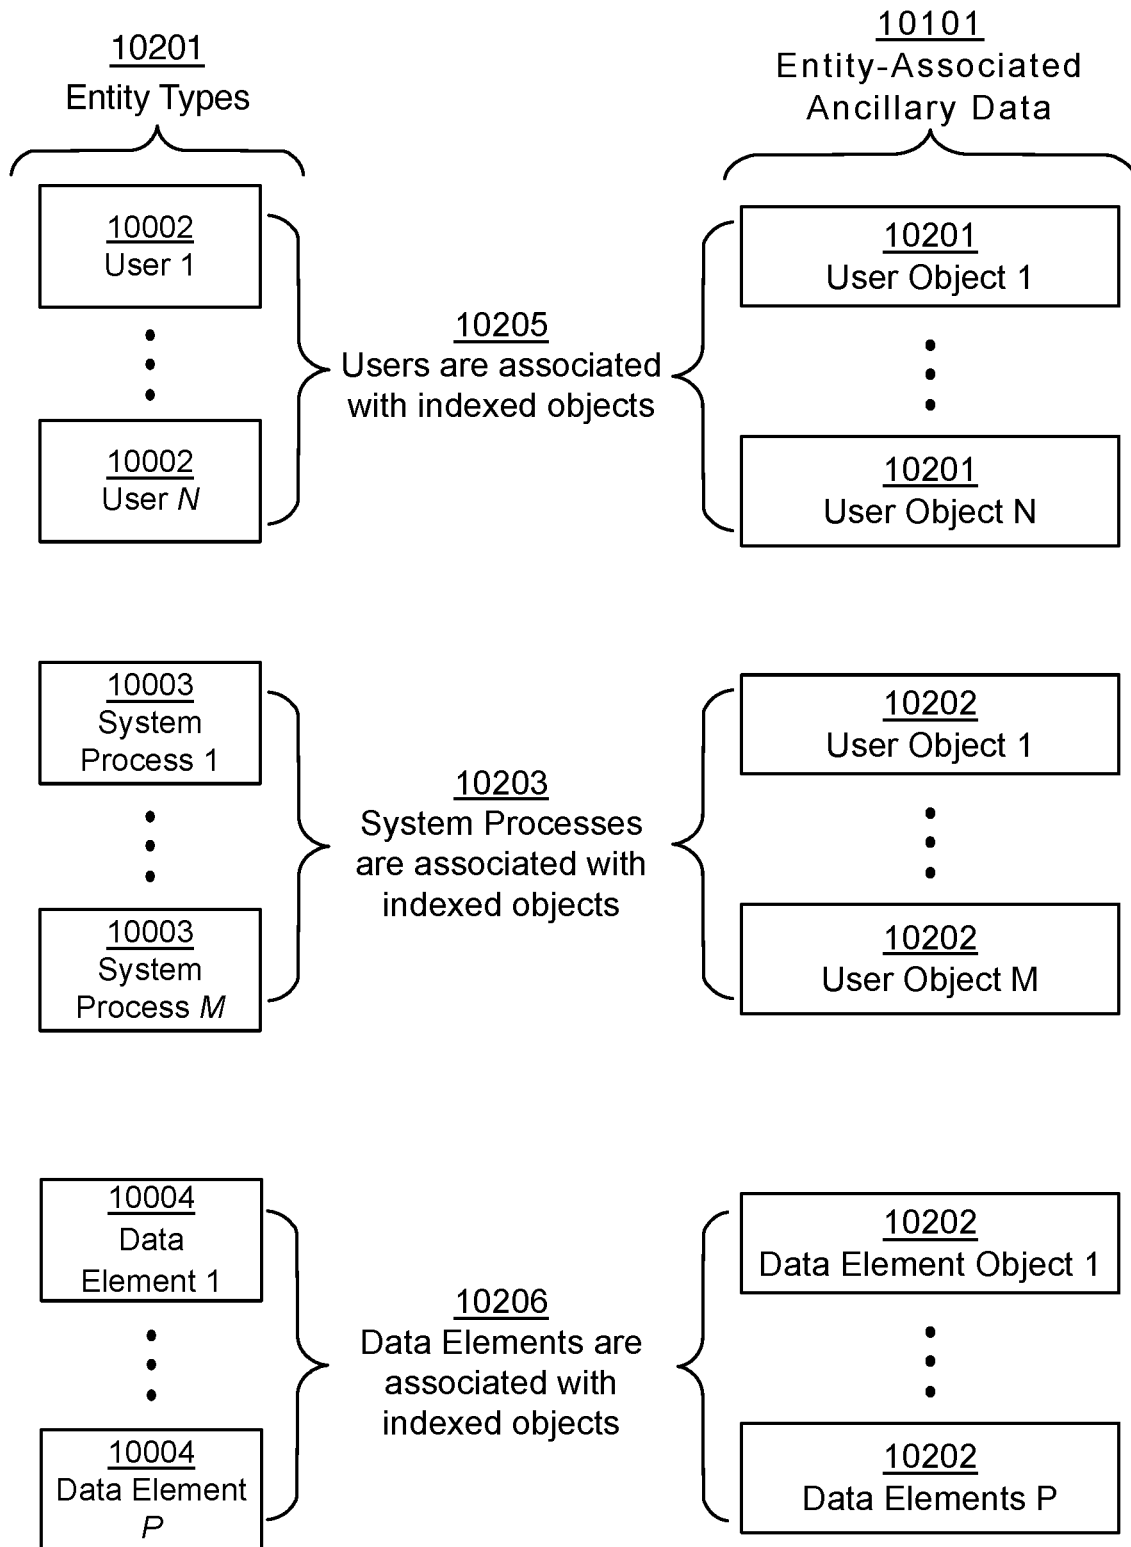 10201
Entity Types
10101
Entity-Associated
Ancillary Data
10002
User 1
10002
User N
10205
Users are associated
with indexed objects
10201
User Object 1
10201
User Object N
10003
System
Process 1
10003
System
Process M
10203
System Processes
are associated with
indexed objects
10202
User Object 1
10202
User Object M
10004
Data
Element 1
10004
Data Element
P
10206
Data Elements are
associated with
indexed objects
10202
Data Element Object 1
10202
Data Elements P